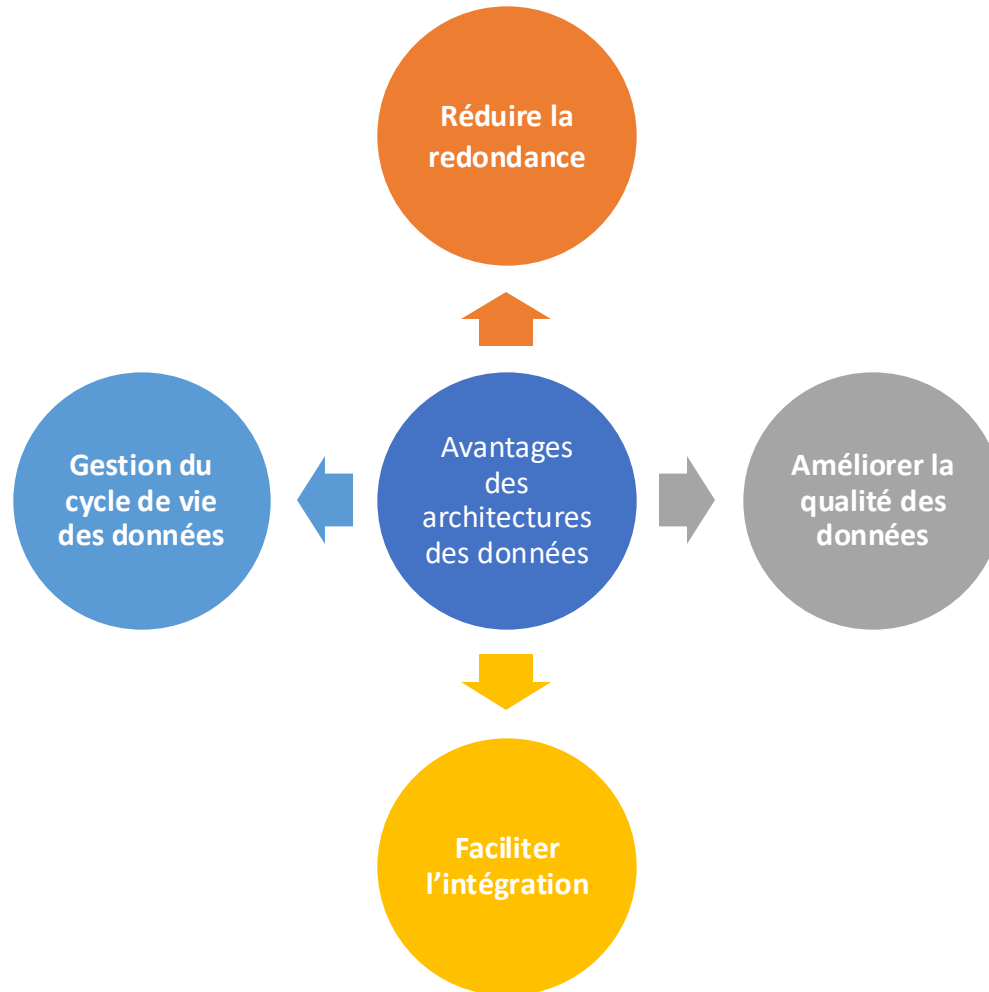 Réduire la
redondance
Gestion du
cycle de vie
des données
Avantages
des
architectures
des données
Améliorer la
qualité des
données
Faciliter
l’intégration